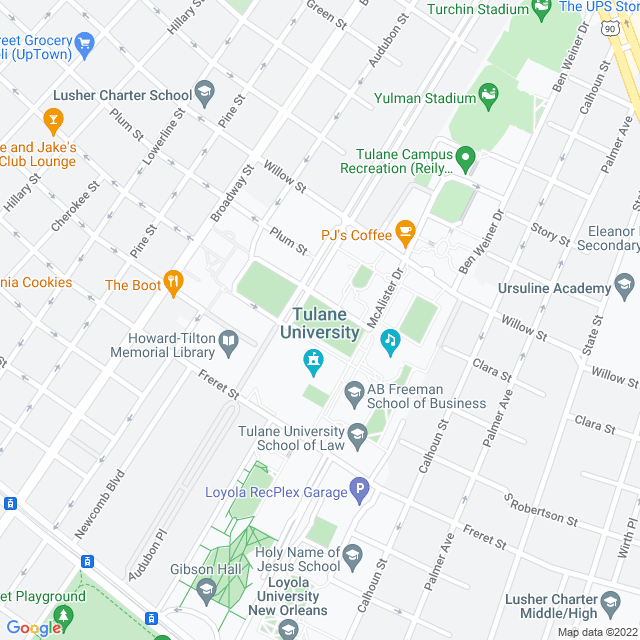 Turchin Stadium
The UPS Stor
Hillary St
Green St
Audubon St
90
Ben Weiner Dr
Calhoun St
Palmer Ave
reet Grocery
li (UpTown)
Lusher Charter School
Yulman Stadium
Plum St
Lowerline St
Pine St
e and Jake's
Club Lounge
Tulane Campus
Recreation (Reily...
Hillary St
Cherokee St
Broadway St
Willow St
Pine St
Plum St
PJ's Coffee
Story St
Eleanor
Secondary
Ben Weiner Dr
nia Cookies
The Boot
Ursuline Academy
McAlister Dr
Tulane
University
Willow St
State St
Howard-Tilton
Memorial Library
Clara St
Willow St
Freret St
AB Freeman
School of Business
Palmer Ave
Clara St
Tulane University
School of Law
Calhoun St
Loyola RecPlex Garage
P
S Robertson St
Newcomb Blvd
Audubon Pl
Freret St
Wirth Pl
Holy Name of
Jesus School
Gibson Hall
Loyola
University
New Orleans
Calhoun St
Palmer Ave
et Playground
Lusher Charter
Middle/High
Google
Map data ©2022